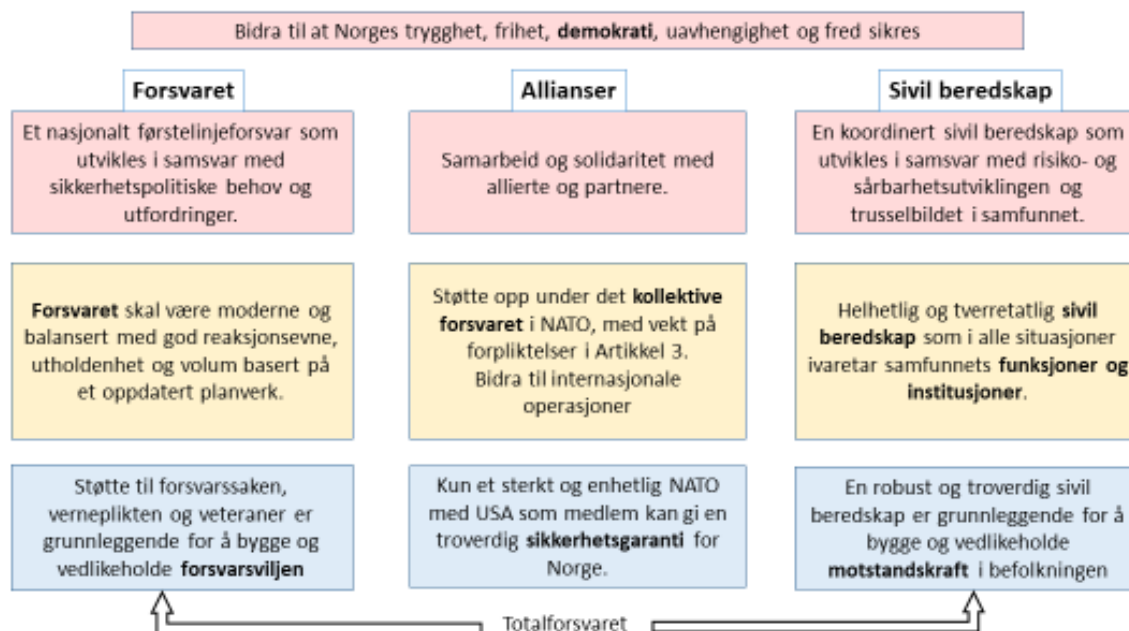 Bidra til at Norges trygghet, frihet, demokrati, uavhengighet og fred sikres
Forsvaret
Et nasjonalt førstelinjeforsvar som
utvikles i samsvar med
sikkerhetspolitiske behov og
utfordringer.
Forsvaret skal være moderne og
balansert med god reaksjonsevne,
utholdenhet og volum basert på
et oppdatert planverk.
Støtte til forsvarssaken,
verneplikten og veteraner er
grunnleggende for å bygge og
vedlikeholde forsvarsviljen
Allianser
Samarbeid og solidaritet med
allierte og partnere.
Støtte opp under det kollektive
forsvaret i NATO, med vekt på
forpliktelser i Artikkel 3.
Bidra til internasjonale
operasjoner
Kun et sterkt og enhetlig NATO
med USA som medlem kan gi en
troverdig sikkerhetsgaranti for
Norge.
Sivil beredskap
En koordinert sivil beredskap som
utvikles i samsvar med risiko- og
sårbarhetsutviklingen og
trusselbildet i samfunnet.
Helhetlig og tverretatlig sivil
beredskap som i alle situasjoner
ivaretar samfunnets funksjoner og
institusjoner.
En robust og troverdig sivil
beredskap er grunnleggende for å
bygge og vedlikeholde
motstandskraft i befolkningen
Totalforsvaret